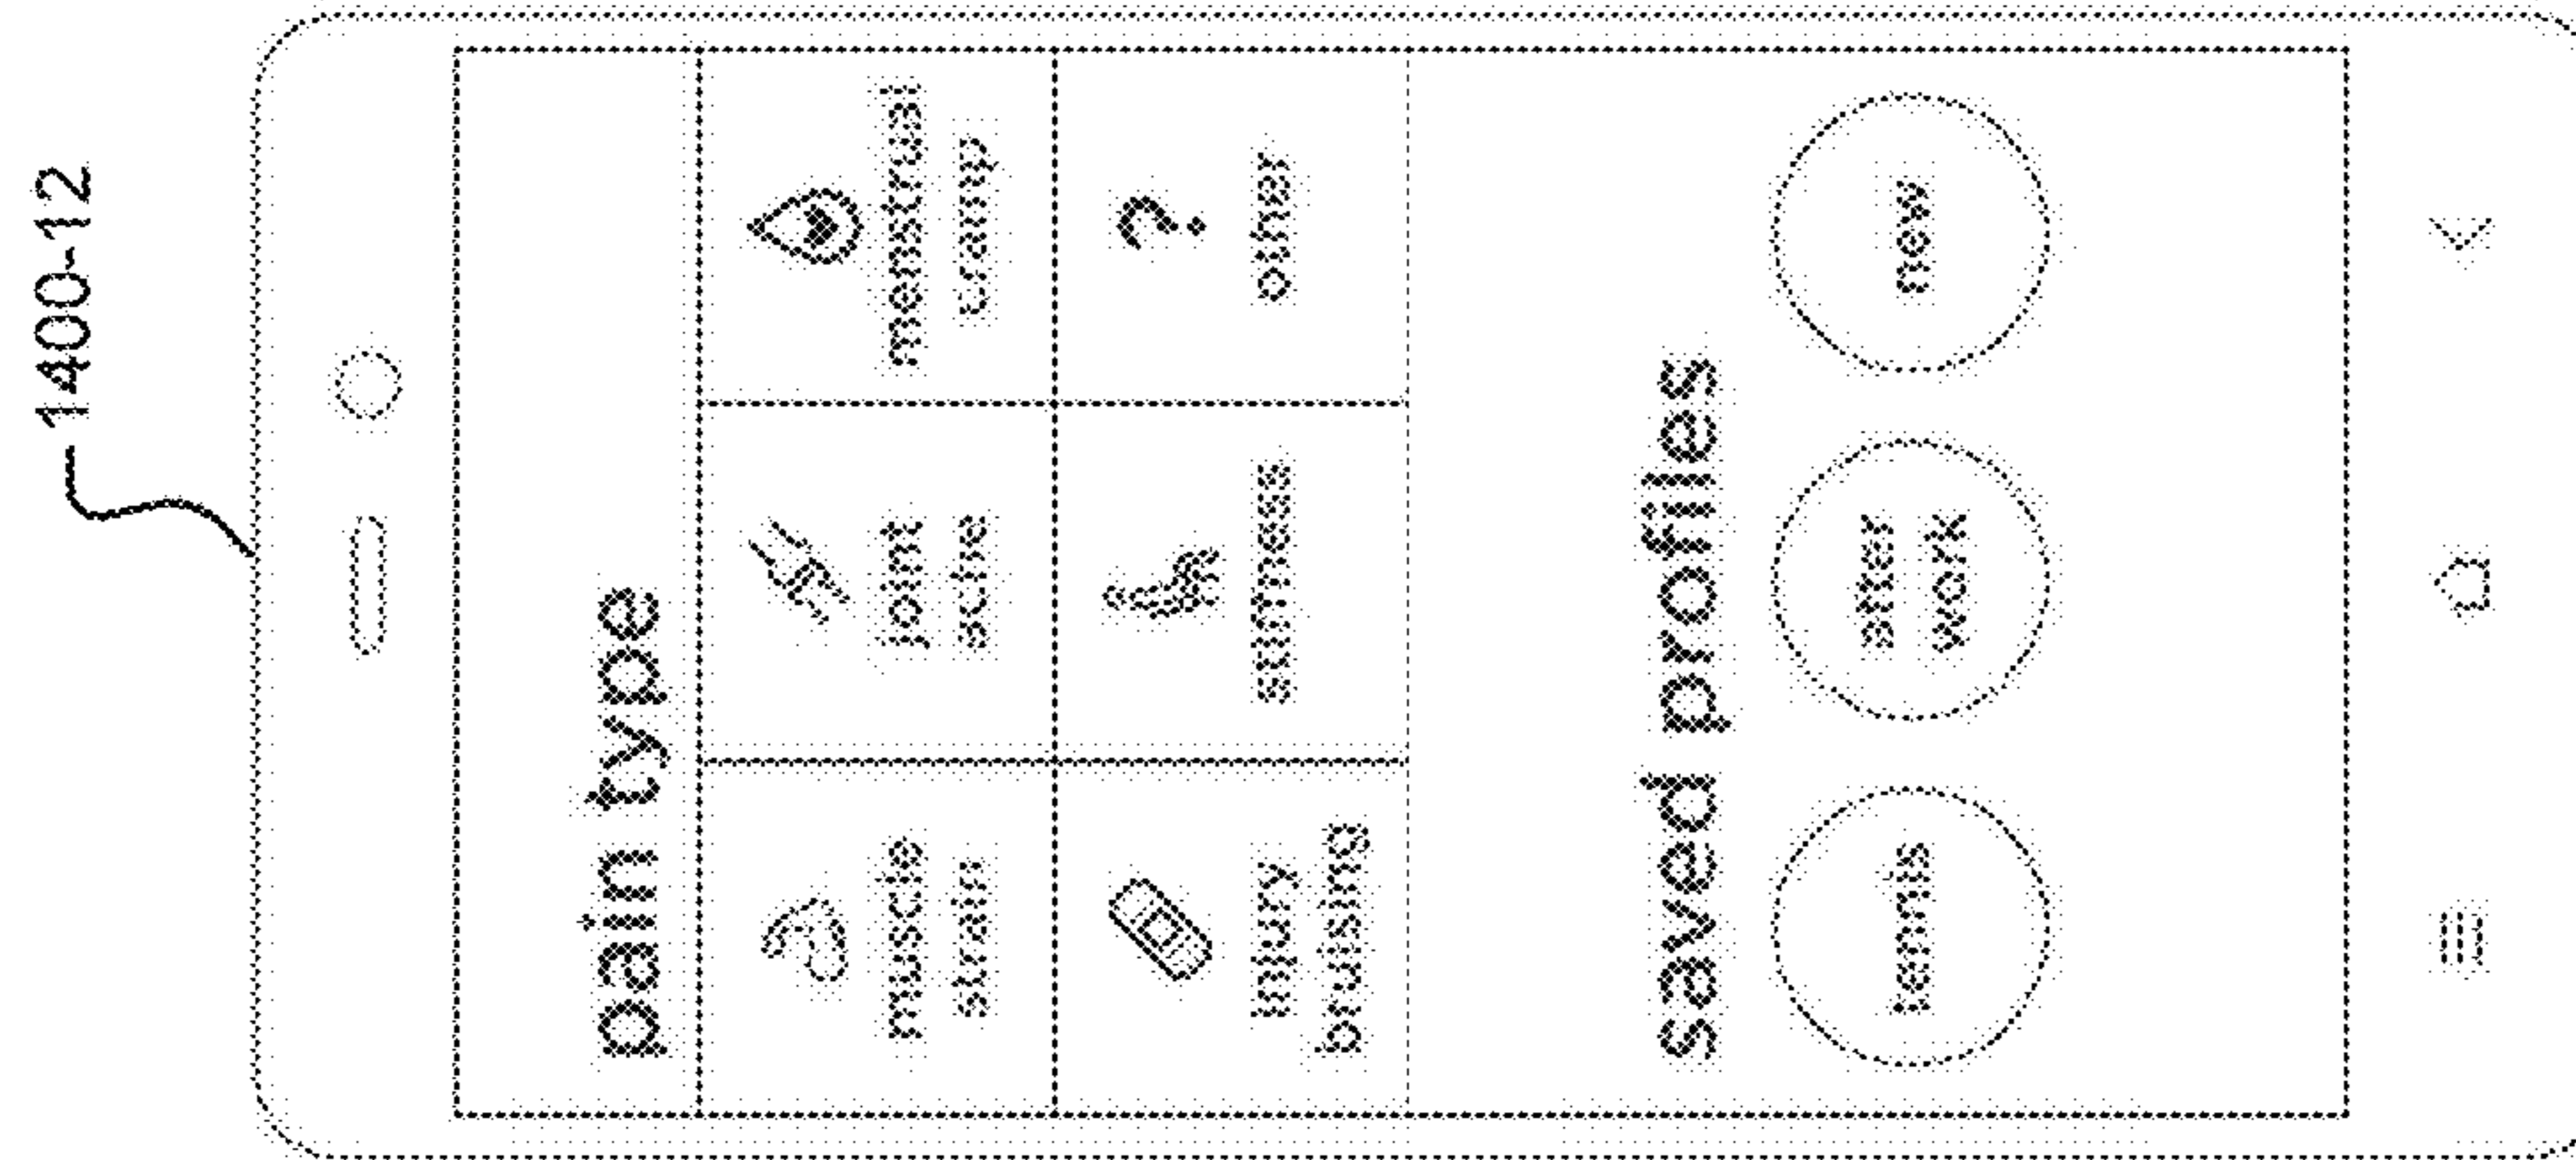 1400-12
pain type
muscle
strain
joint
ache
menstrual
cramp
injury
bruising
stiffness
?
other
saved profiles
tennis
after
work
new